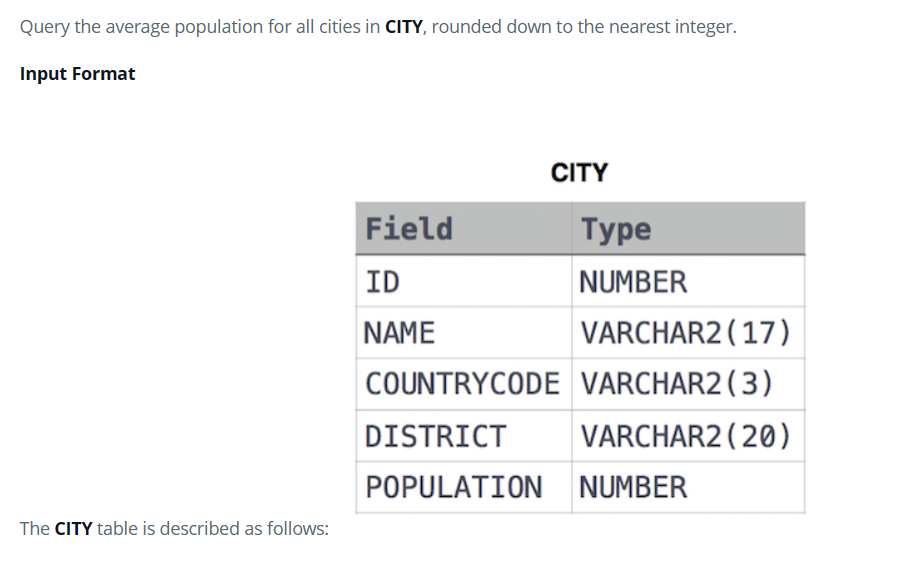 Query the average population for all cities in CITY, rounded down to the nearest integer.
Input Format
CITY
Field Type
ID NUMBER
NAME VARCHAR2(17)
COUNTRYCODE VARCHAR2(3)
DISTRICT VARCHAR2(20)
POPULATION NUMBER
The CITY table is described as follows: